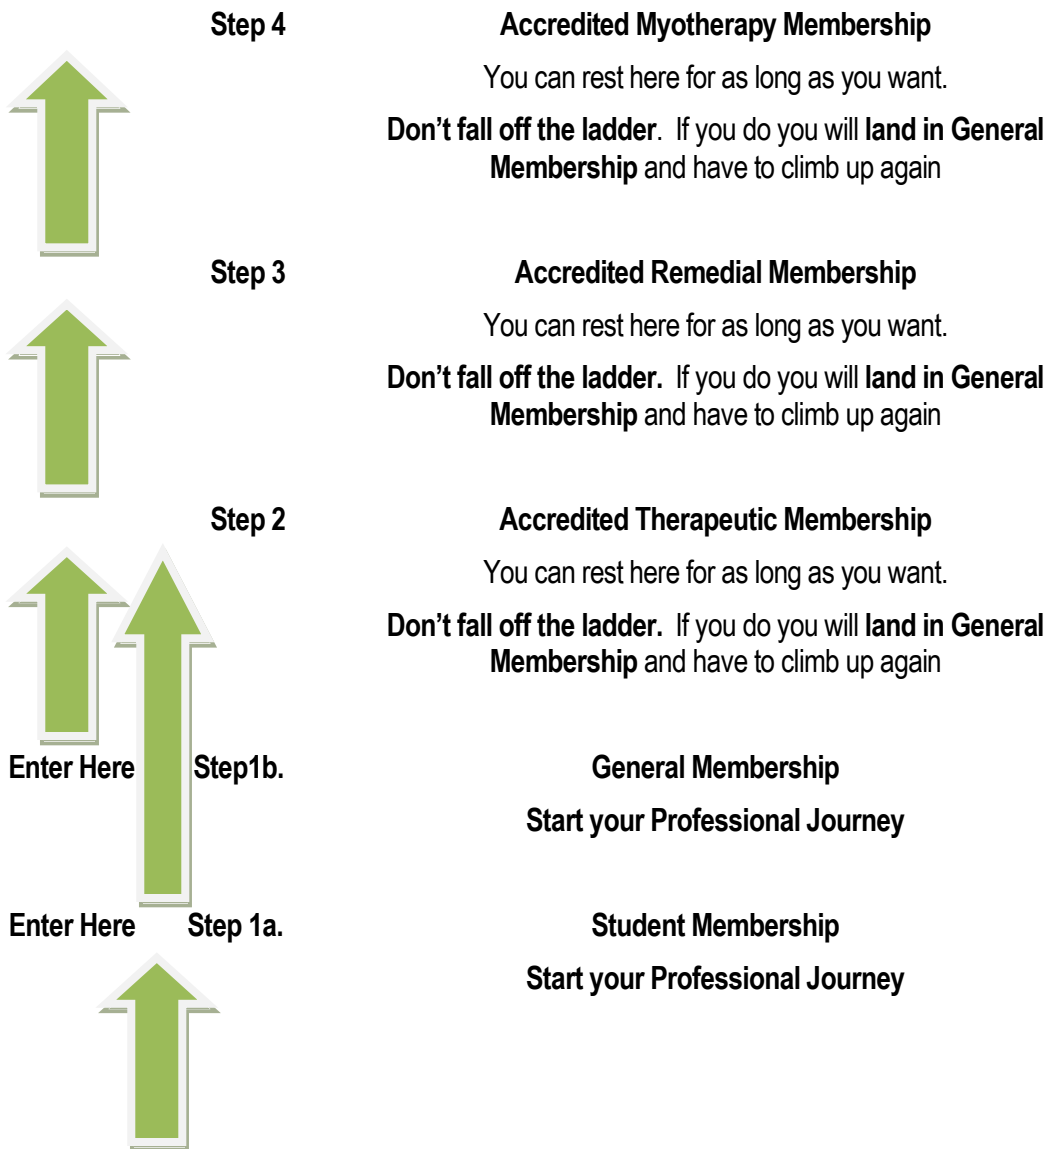 Step 4 Accredited Myotherapy Membership
You can rest here for as long as you want.
Don’t fall off the ladder.  If you do you will land in General
Membership and have to climb up again
Step 3 Accredited Remedial Membership
You can rest here for as long as you want.
Don’t fall off the ladder.  If you do you will land in General
Membership and have to climb up again
Step 2 Accredited Therapeutic Membership
You can rest here for as long as you want.
Don’t fall off the ladder.  If you do you will land in General
Membership and have to climb up again
Enter Here Step1b. General Membership
Start your Professional Journey
Enter Here Step 1a. Student Membership
Start your Professional Journey